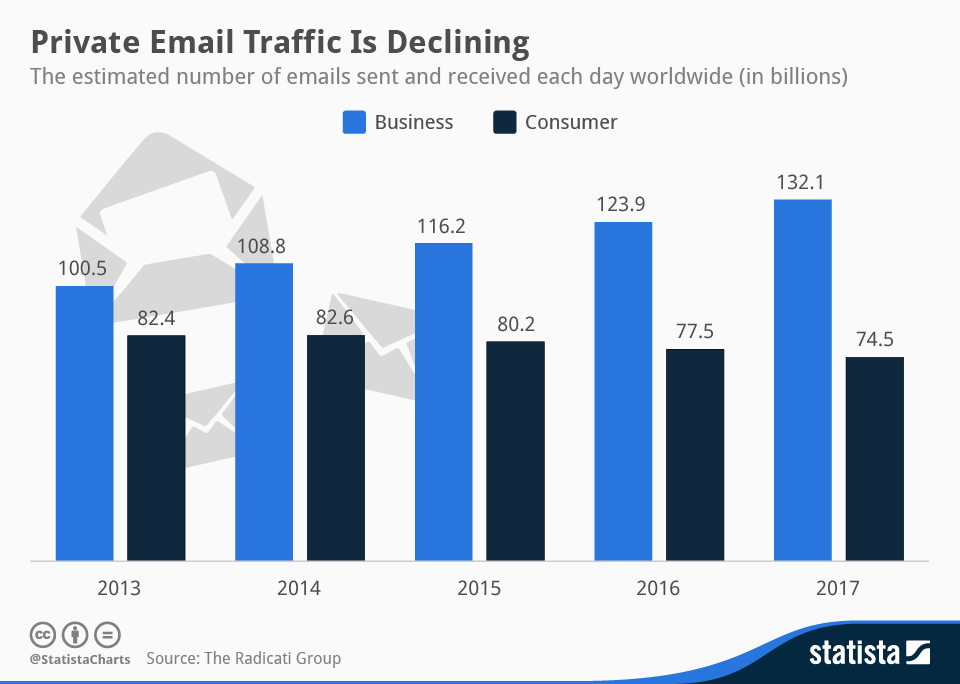 Private Email Traffic Is Declining
The estimated number of emails sent and received each day worldwide (in billions)
Business Consumer
132.1
123.9
116.2
108.8
100.5
82.4
82.6
80.2
77.5
74.5
2013 2014 2015 2016 2017
cc
@StatistaCharts Source: The Radicati Group
statista